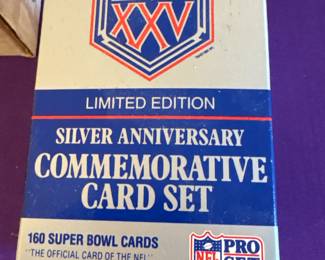 XXV
LIMITED EDITION
SILVER ANNIVERSARY
COMMEMORATIVE
CARD SET
160 SUPER BOWL CARDS
"THE OFFICIAL CARD OF THE NFL"
NFL
PRO
SET